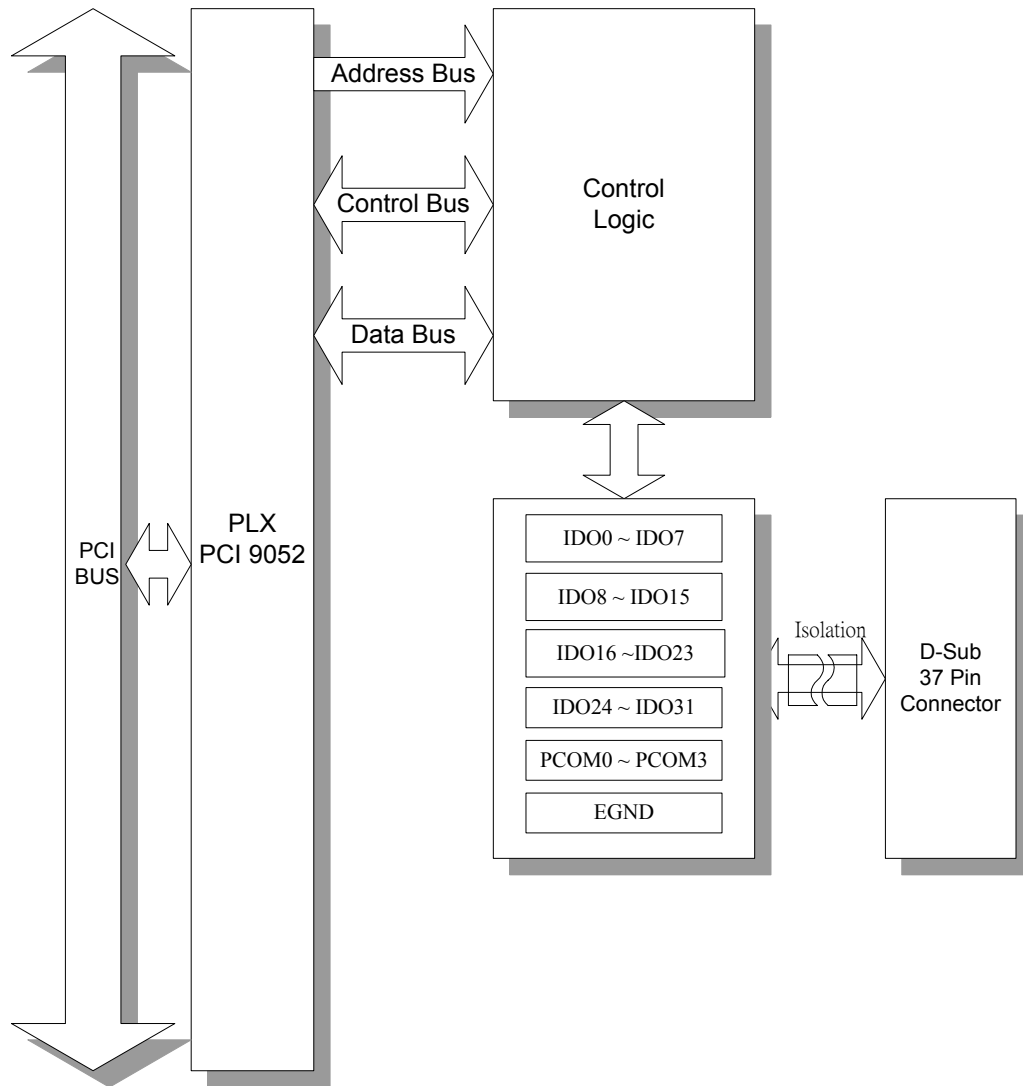 Address Bus
Control Bus
Data Bus
Control
Logic
PCI
BUS
PLX
PCI 9052
IDO0 ~ IDO7
IDO8 ~ IDO15
IDO16 ~IDO23
IDO24 ~ IDO31
PCOM0 ~ PCOM3
EGND
Isolation
D-Sub
37 Pin
Connector